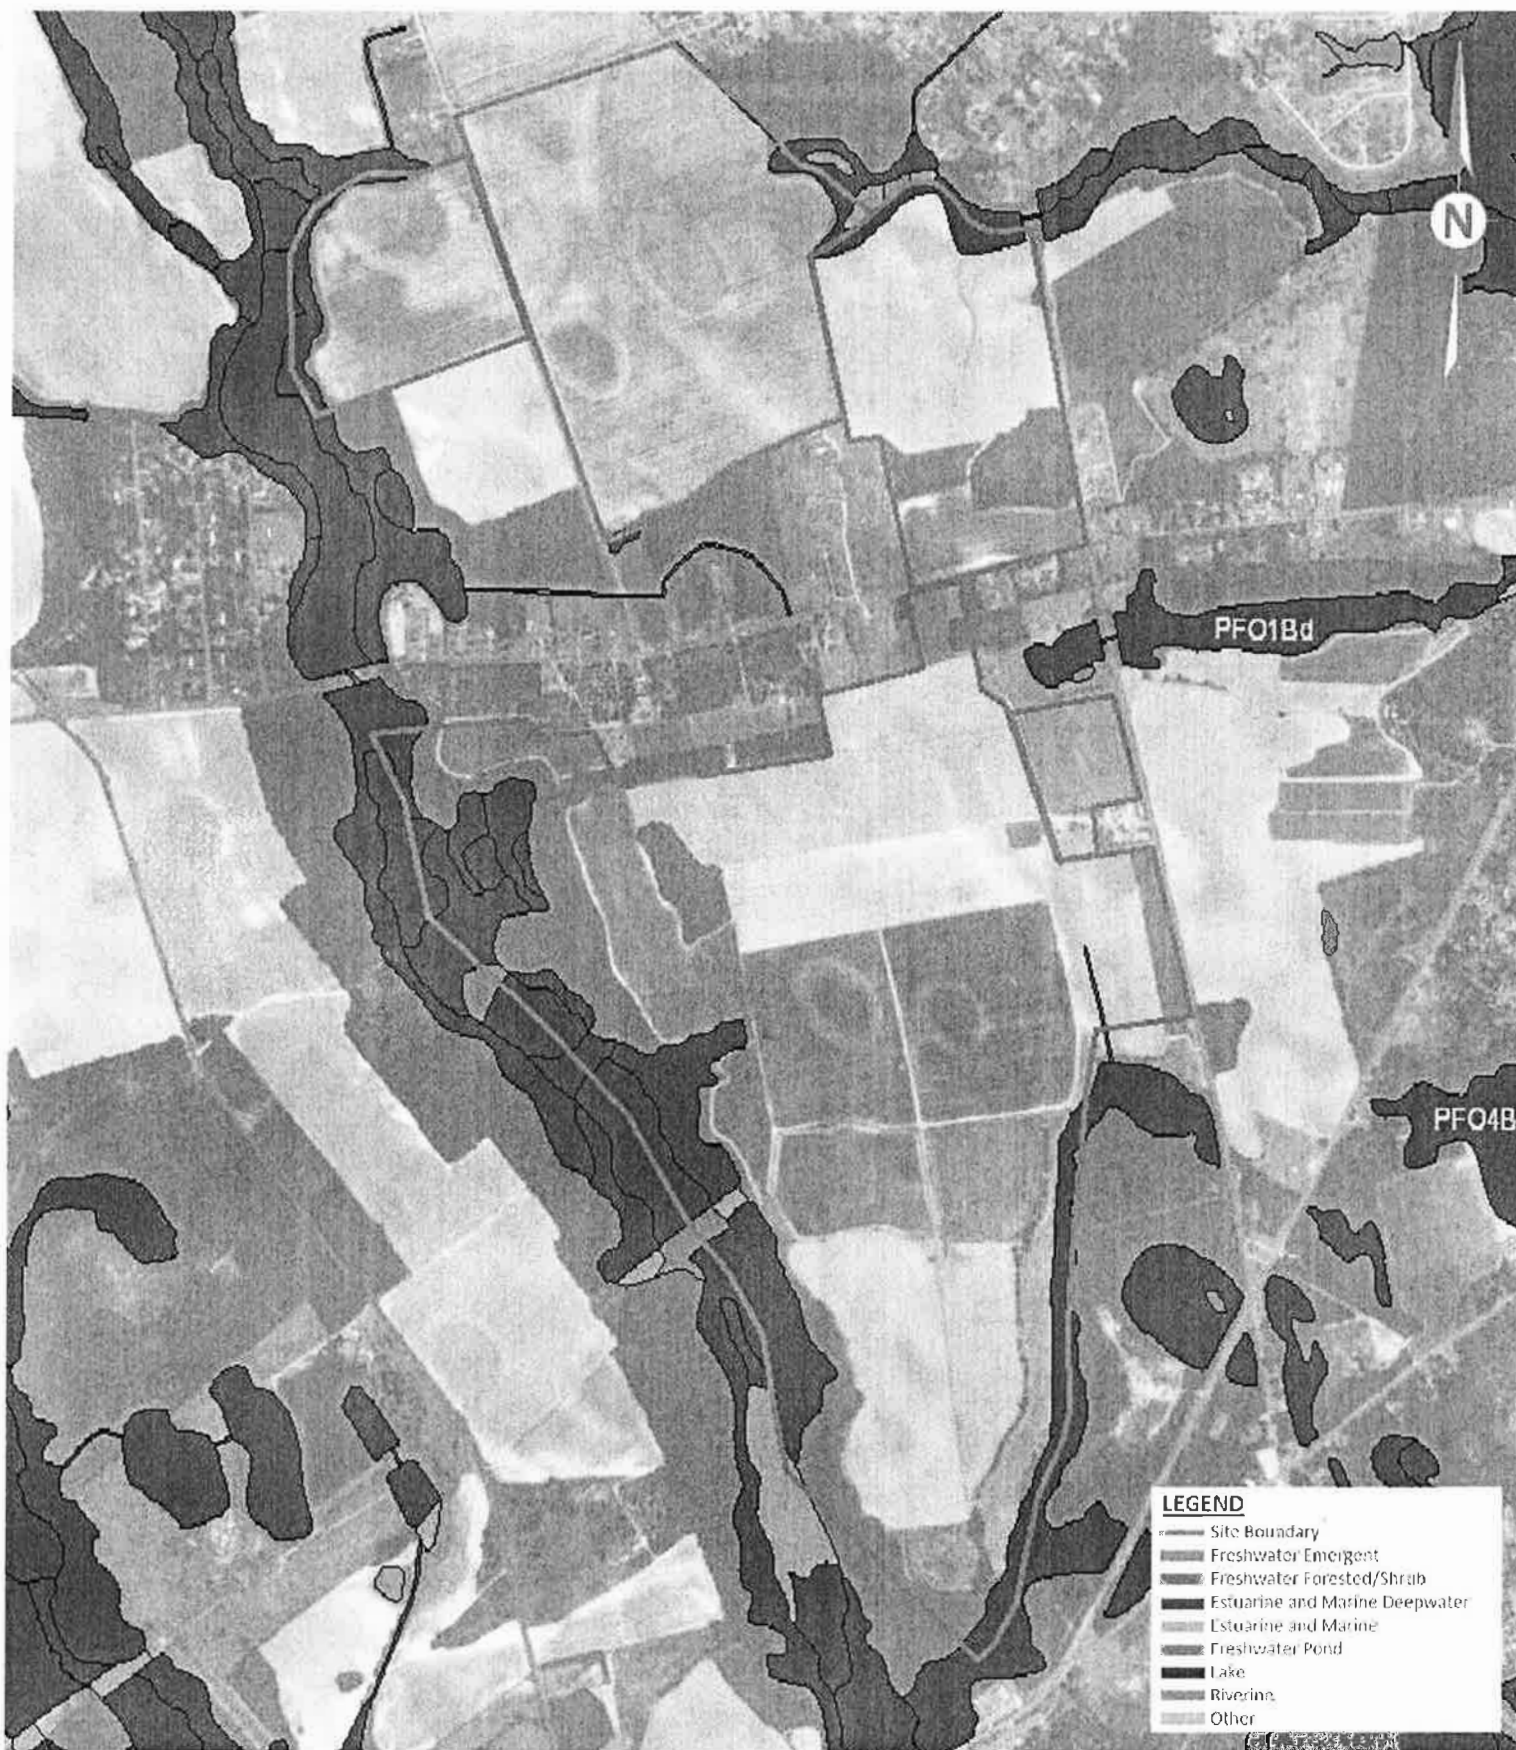 N
PFO1Bd
PFO4B
LEGEND
Site Boundary
Freshwater Emergent
Freshwater Forested/Shrub
Estuarine and Marine Deepwater
Estuarine and Marine
Freshwater Pond
Lake
Riverine
Other